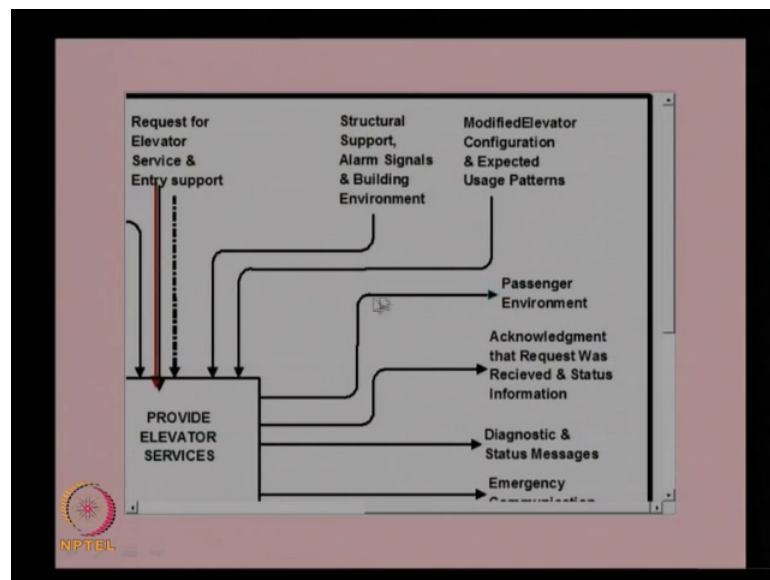 Request for
Elevator
Service &
Entry support
Structural
Support,
Alarm Signals
& Building
Environment
ModifiedElevator
Configuration
& Expected
Usage Patterns
Passenger
Environment
Acknowledgment
that Request Was
Recieved & Status
Information
Diagnostic &
Status Messages
Emergency
PROVIDE
ELEVATOR
SERVICES
NPTEL